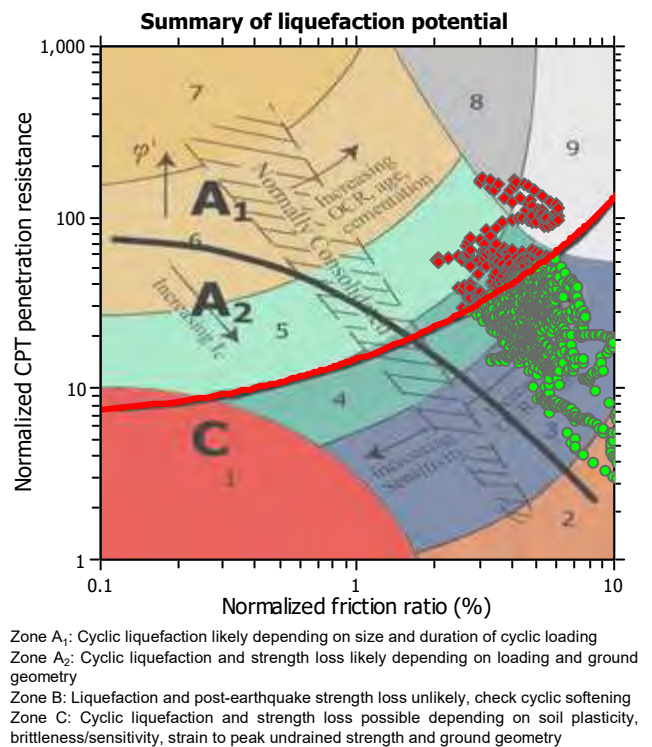 Summary of liquefaction potential
1,000
100
10
1
0.1
1
10
Normalized CPT penetration resistance
Normalized friction ratio (%)
7
8
9
φ'
A1
Normally Consolidated
Increasing
OCR, age,
cementation
6
A2
Increasing fc
5
4
C
1
Increasing
Sensitivity
OCR
3
2
Zone A1: Cyclic liquefaction likely depending on size and duration of cyclic loading
Zone A2: Cyclic liquefaction and strength loss likely depending on loading and ground
geometry
Zone B: Liquefaction and post-earthquake strength loss unlikely, check cyclic softening
Zone C: Cyclic liquefaction and strength loss possible depending on soil plasticity,
brittleness/sensitivity, strain to peak undrained strength and ground geometry